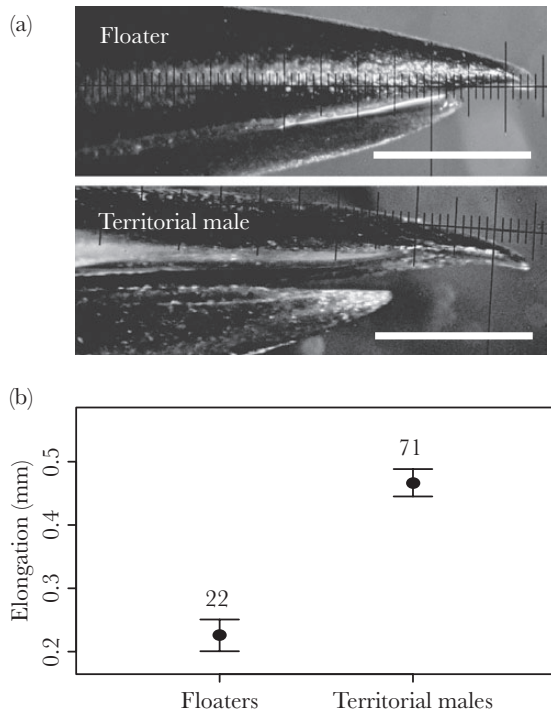 (a)
Floater
Territorial male
(b)
Elongation (mm)
0.5
0.4
0.3
0.2
22
71
Floaters
Territorial males